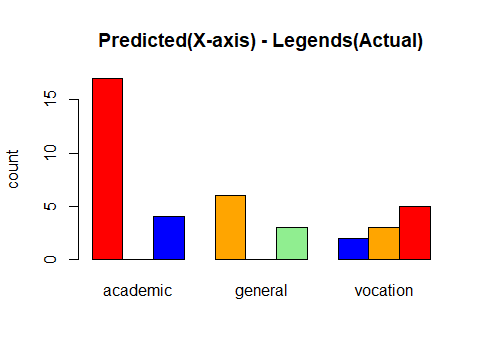 Predicted(X-axis) - Legends(Actual)
count
15
10
5
0
academic general vocation